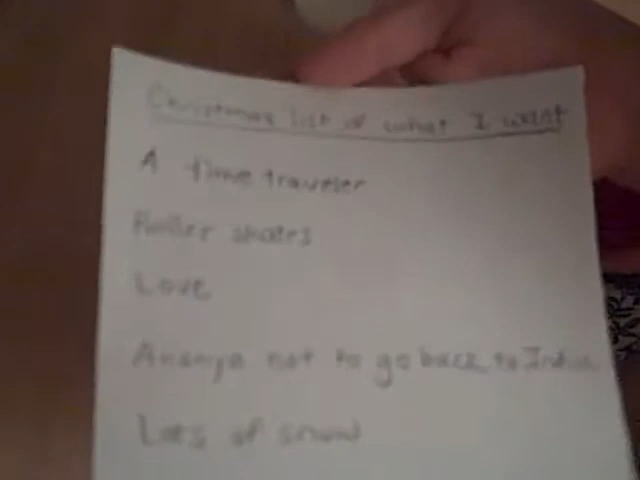 Christmas list of what I want
A time traveler
Roller skates
Love
Ananya not to go back to India
Lots of snow